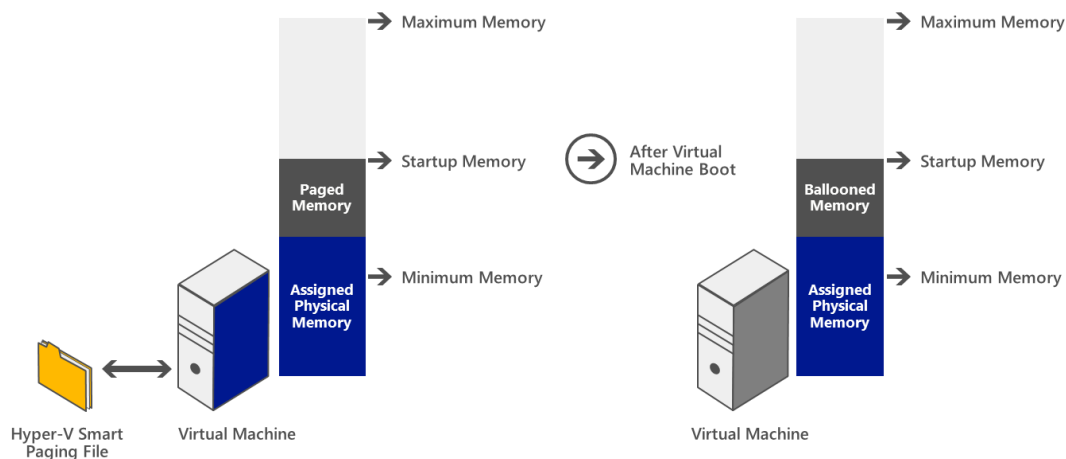 Maximum Memory
Startup Memory
Paged
Memory
Assigned
Physical
Memory
Minimum Memory
Hyper-V Smart
Paging File
Virtual Machine
After Virtual
Machine Boot
Maximum Memory
Startup Memory
Ballooned
Memory
Assigned
Physical
Memory
Minimum Memory
Virtual Machine